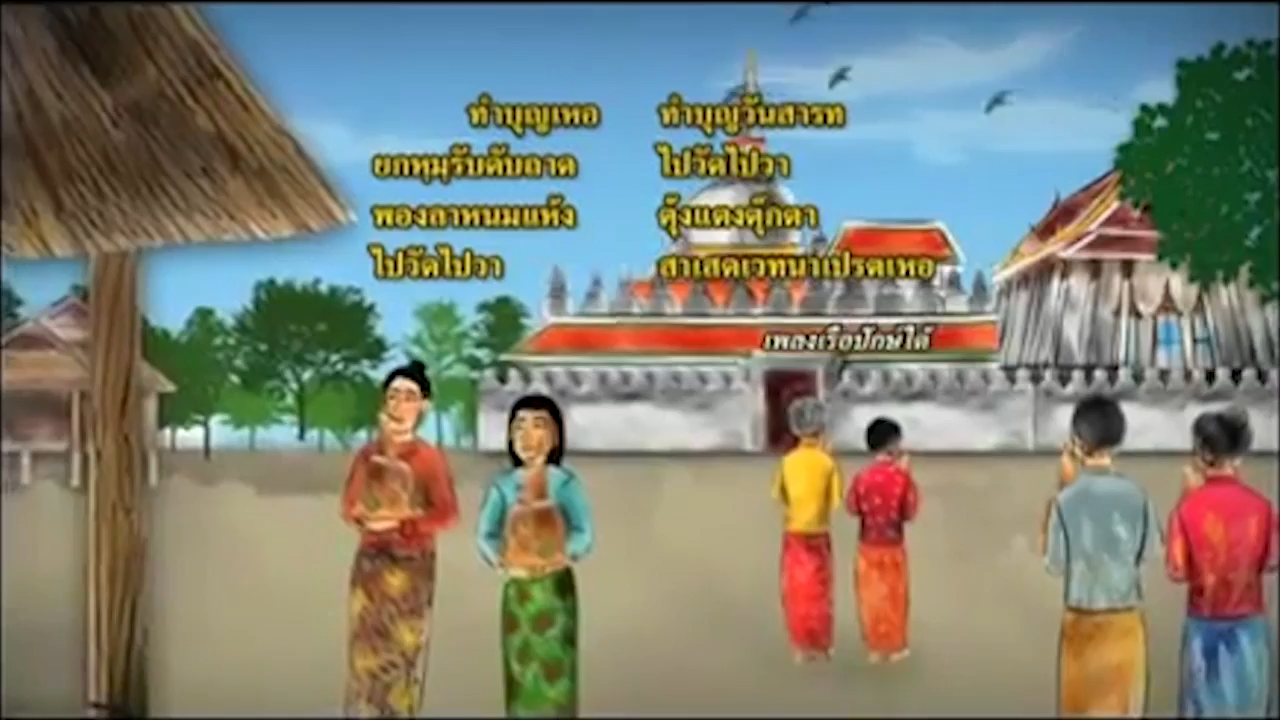 ทำบุญเหอ ทำบุญวันสารท
ยกหฺมฺรับดับถาด ไปวัดไปวา
พองลาหนมแห้ง ตุ้งแตงตุ๊กตา
ไปวัดไปวา สาเสดเวทนาเปรตเหอ
เพลงเรือปักษ์ใต้